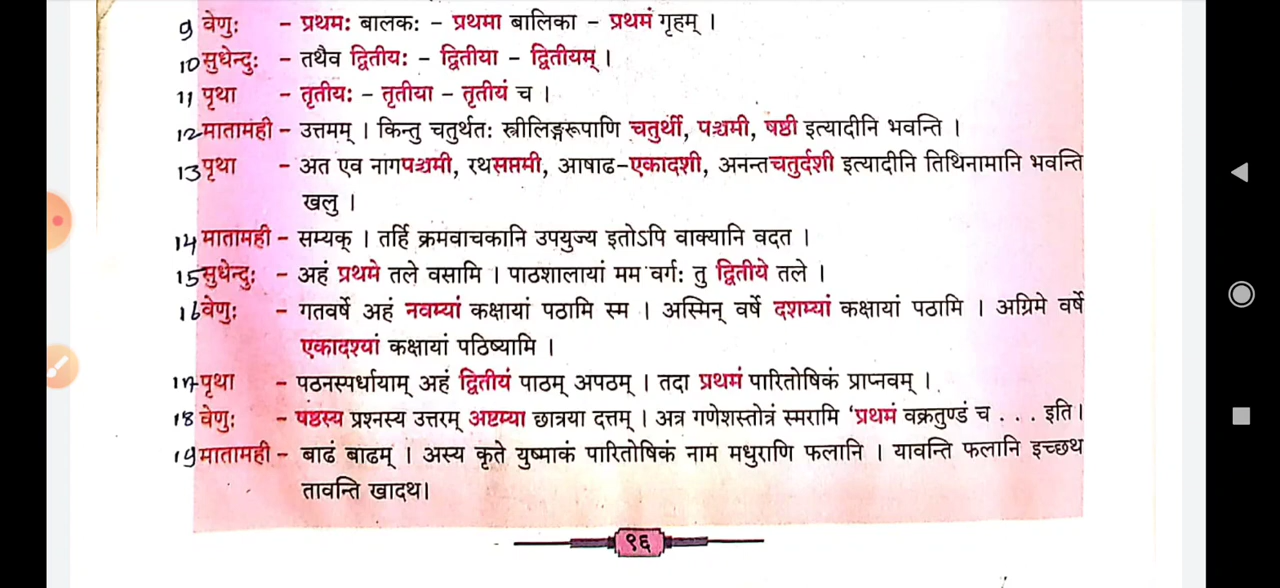 9 वेणुः - प्रथमः बालकः - प्रथमा बालिका - प्रथमं गृहम् ।
10 सुधेन्दुः - तथैव द्वितीयः - द्वितीया - द्वितीयम् ।
11 पृथा - तृतीयः - तृतीया - तृतीयं च ।
12 मातामही - उत्तमम् । किन्तु चतुर्थतः स्त्रीलिङ्गरूपाणि चतुर्थी, पञ्चमी, षष्ठी इत्यादीनि भवन्ति ।
13 पृथा - अत एव नागपञ्चमी, रथसप्तमी, आषाढ-एकादशी, अनन्तचतुर्दशी इत्यादीनि तिथिनामानि भवन्ति
खलु ।
14 मातामही - सम्यक् । तर्हि क्रमवाचकानि उपयुज्य इतोऽपि वाक्यानि वदत ।
15 सुधेन्दुः - अहं प्रथमे तले वसामि । पाठशालायां मम वर्गः तु द्वितीये तले ।
16 वेणुः - गतवर्षे अहं नवम्यां कक्षायां पठामि स्म । अस्मिन् वर्षे दशम्यां कक्षायां पठामि । अग्रिमे वर्षे
एकादश्यां कक्षायां पठिष्यामि ।
17 पृथा - पठनस्पर्धायाम् अहं द्वितीयं पाठम् अपठम् । तदा प्रथमं पारितोषिकं प्राप्नवम् ।
18 वेणुः - षष्ठस्य प्रश्नस्य उत्तरम् अष्टम्या छात्रया दत्तम् । अत्र गणेशस्तोत्रं स्मरामि 'प्रथमं वक्रतुण्डं च . . . इति।
19 मातामही - बाढं बाढम् । अस्य कृते युष्माकं पारितोषिकं नाम मधुराणि फलानि । यावन्ति फलानि इच्छथ
तावन्ति खादथ।
९६